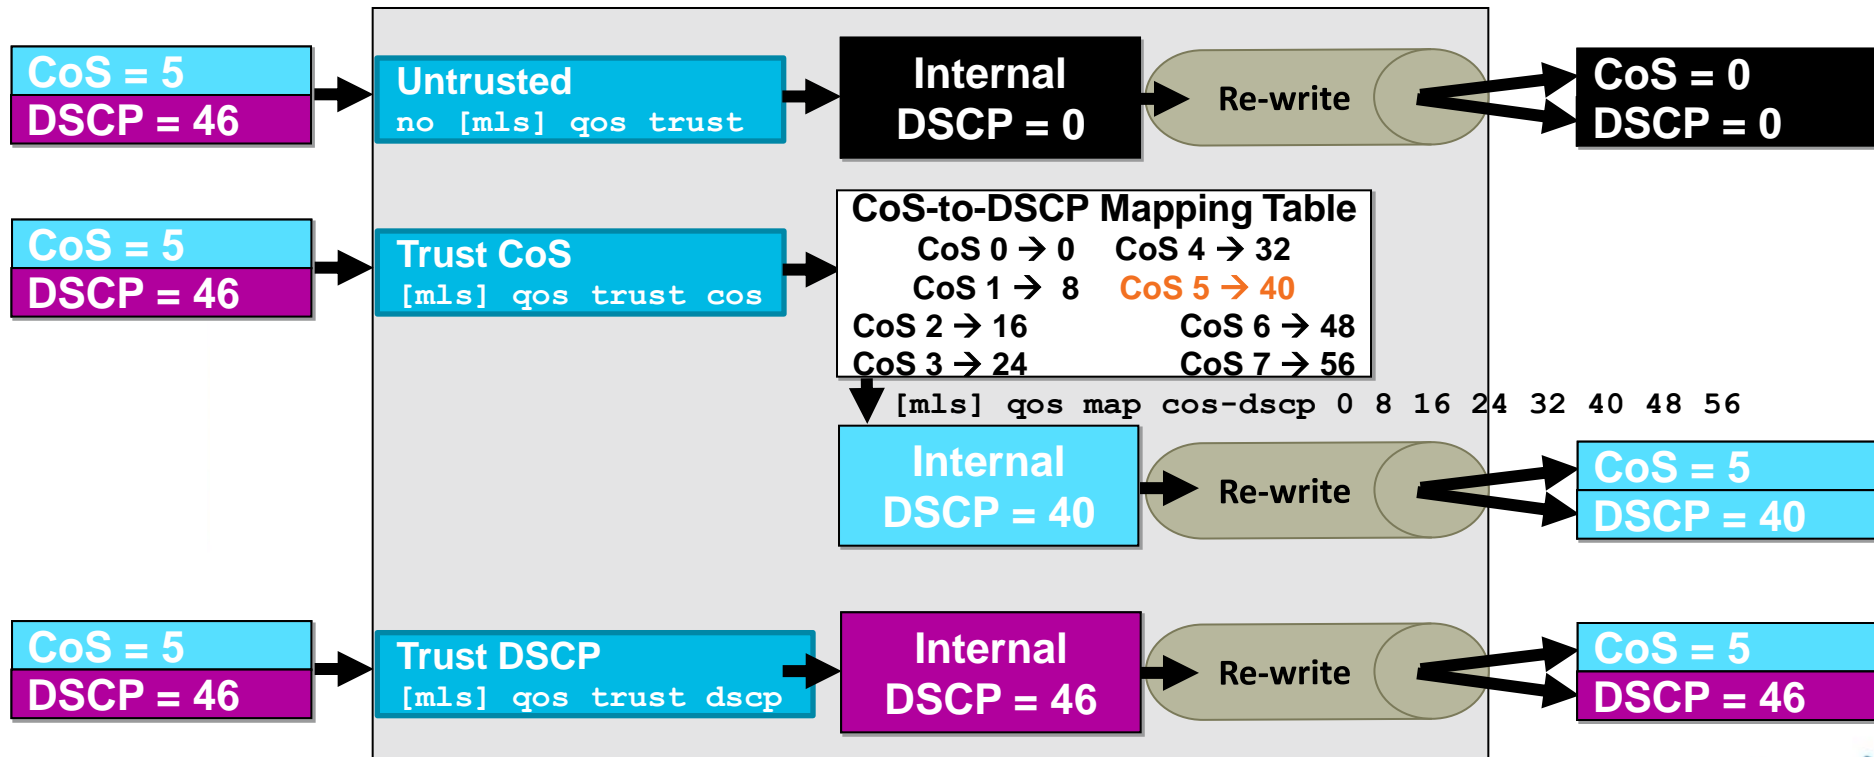 CoS = 5
DSCP = 46
Untrusted
no [mls] qos trust
Internal
DSCP = 0
Re-write
CoS = 0
DSCP = 0
CoS = 5
DSCP = 46
Trust CoS
[mls] qos trust cos
CoS-to-DSCP Mapping Table
CoS 0 → 0 CoS 4 → 32
CoS 1 → 8 CoS 5 → 40
CoS 2 → 16 CoS 6 → 48
CoS 3 → 24 CoS 7 → 56
[mls] qos map cos-dscp 0 8 16 24 32 40 48 56
Internal
DSCP = 40
Re-write
CoS = 5
DSCP = 40
CoS = 5
DSCP = 46
Trust DSCP
[mls] qos trust dscp
Internal
DSCP = 46
Re-write
CoS = 5
DSCP = 46